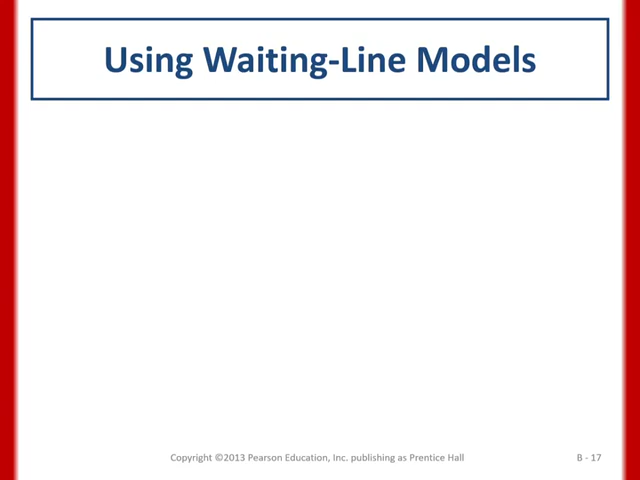 Using Waiting-Line Models
Copyright ©2013 Pearson Education, Inc. publishing as Prentice Hall
B - 17